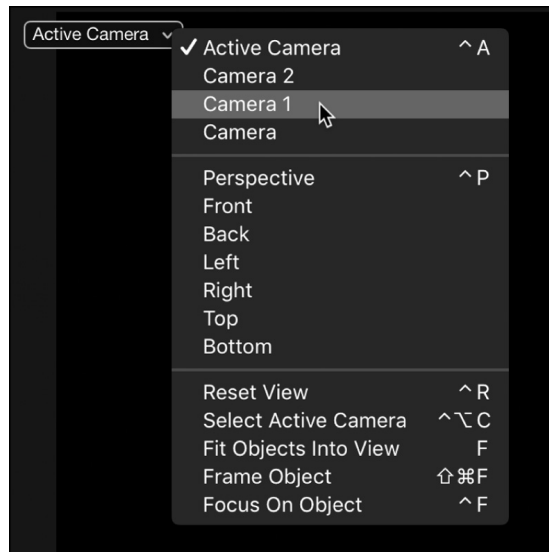 Active Camera
✓ Active Camera ^ A
Camera 2
Camera 1
Camera
Perspective ^ P
Front
Back
Left
Right
Top
Bottom
Reset View ^ R
Select Active Camera ^⌥ C
Fit Objects Into View F
Frame Object ⇧⌘F
Focus On Object ^ F